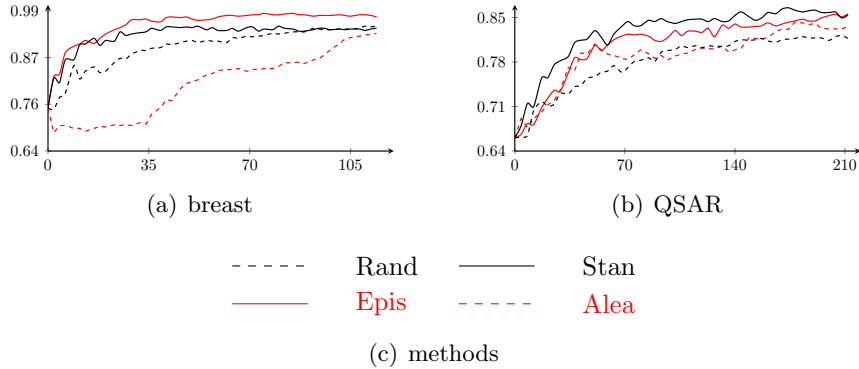 0.99
0.87
0.76
0.64
0 35 70 105
(a) breast
0.85
0.78
0.71
0.64
0 70 140 210
(b) QSAR
Rand Stan
Epis Alea
(c) methods